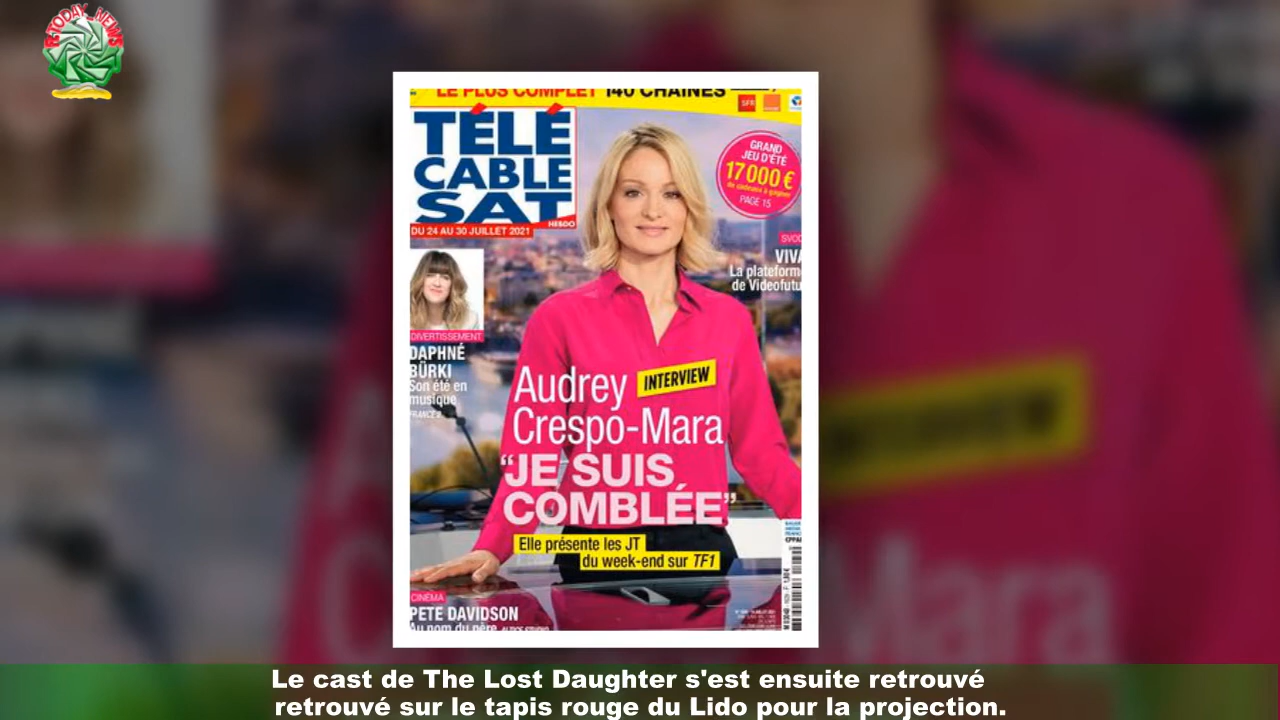 R-TODAY_NEWS
LE PLUS COMPLET 140 CHAÎNES
SFR
TÉLÉ
CABLE
SAT
HEBDO
DU 24 AU 30 JUILLET 2021
GRAND
JEU D'ÉTÉ
17 000 €
de cadeaux à gagner
PAGE 15
SVOD
VIVA
La plateform
de Videofutu
DIVERTISSEMENT
DAPHNÉ
BÜRKI
Son été en
musique
FRANCE 2
Audrey
INTERVIEW
Crespo-Mara
“JE SUIS
COMBLÉE”
Elle présente les JT
du week-end sur TF1
CINÉMA
PETE DAVIDSON
Au nom du père
Le cast de The Lost Daughter s'est ensuite retrouvé
retrouvé sur le tapis rouge du Lido pour la projection.